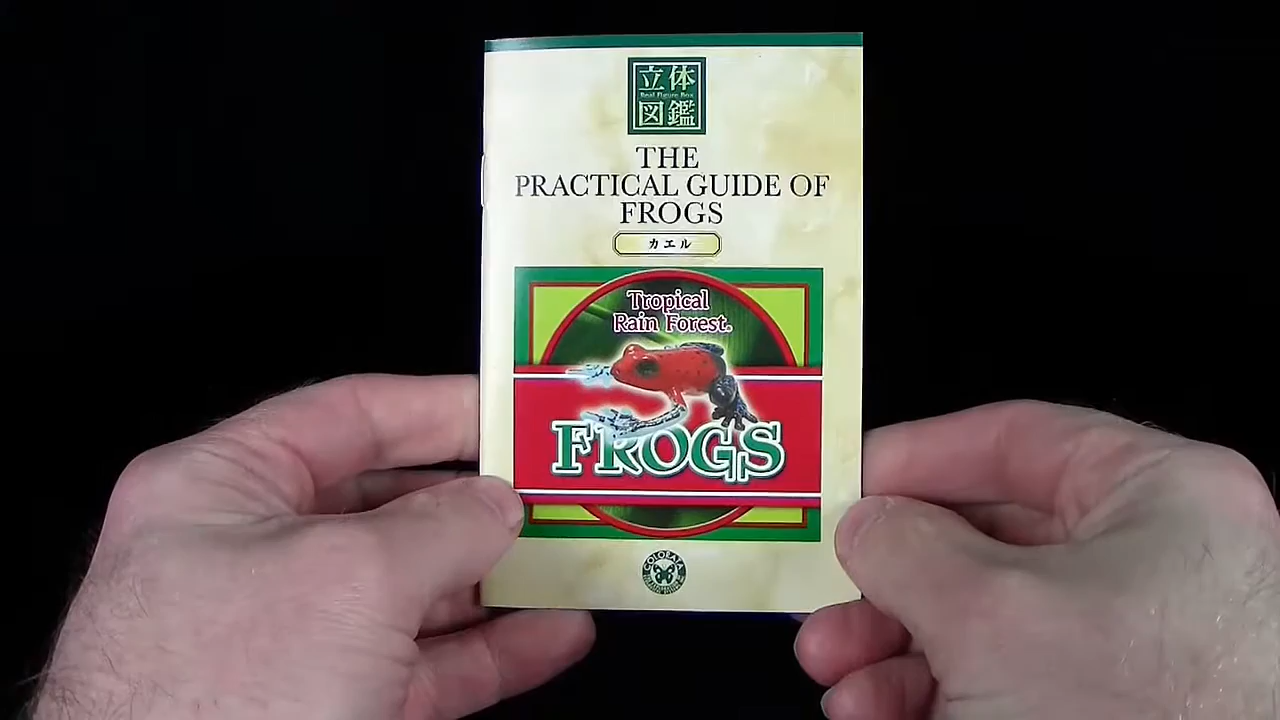 立体
Real Figure Box
図鑑
THE
PRACTICAL GUIDE OF
FROGS
カエル
Tropical
Rain Forest.
FROGS
COLORATA